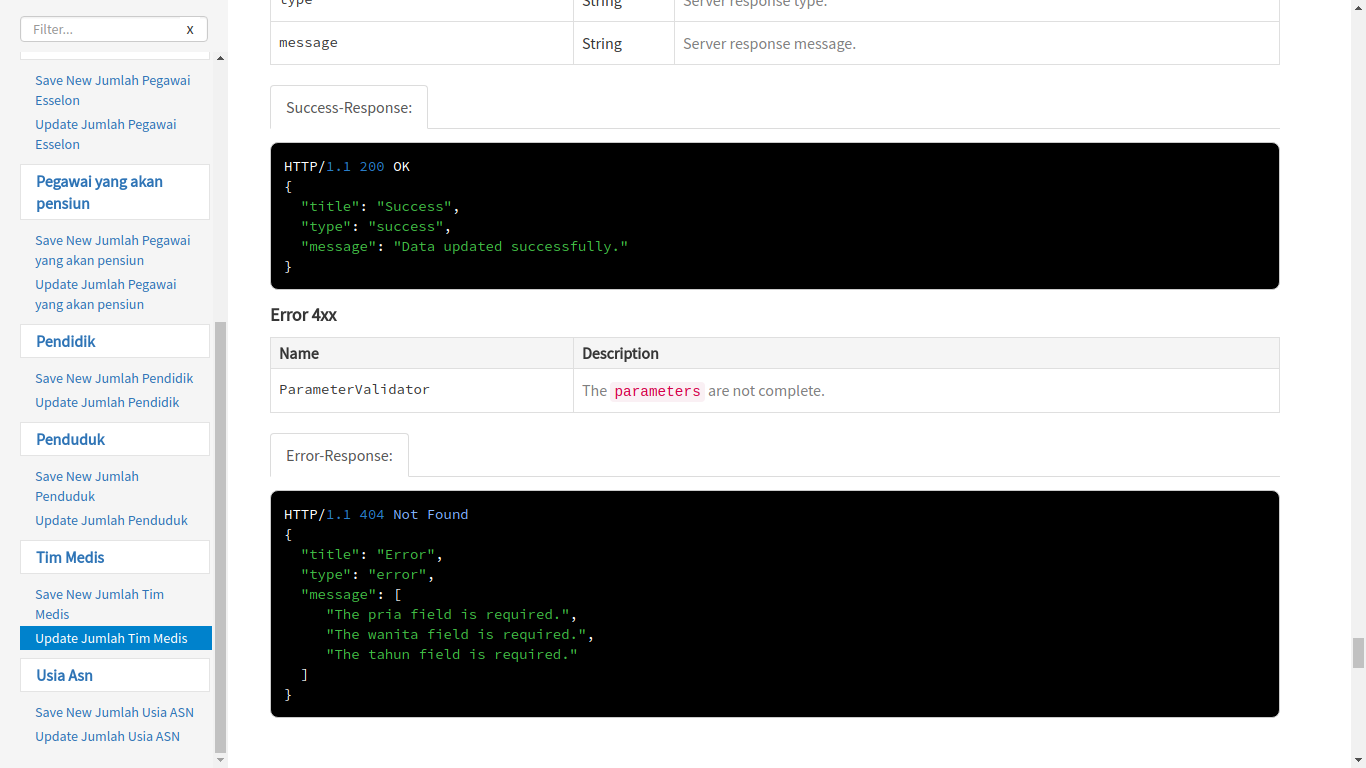 Filter...
x
Save New Jumlah Pegawai
Esselon
Update Jumlah Pegawai
Esselon
Pegawai yang akan
pensiun
Save New Jumlah Pegawai
yang akan pensiun
Update Jumlah Pegawai
yang akan pensiun
Pendidik
Save New Jumlah Pendidik
Update Jumlah Pendidik
Penduduk
Save New Jumlah
Penduduk
Update Jumlah Penduduk
Tim Medis
Save New Jumlah Tim
Medis
Update Jumlah Tim Medis
Usia Asn
Save New Jumlah Usia ASN
Update Jumlah Usia ASN
type String Server response type.
message String Server response message.
Success-Response:
HTTP/1.1 200 OK
{
  "title": "Success",
  "type": "success",
  "message": "Data updated successfully."
}
Error 4xx
Name Description
ParameterValidator The parameters are not complete.
Error-Response:
HTTP/1.1 404 Not Found
{
  "title": "Error",
  "type": "error",
  "message": [
     "The pria field is required.",
     "The wanita field is required.",
     "The tahun field is required."
  ]
}